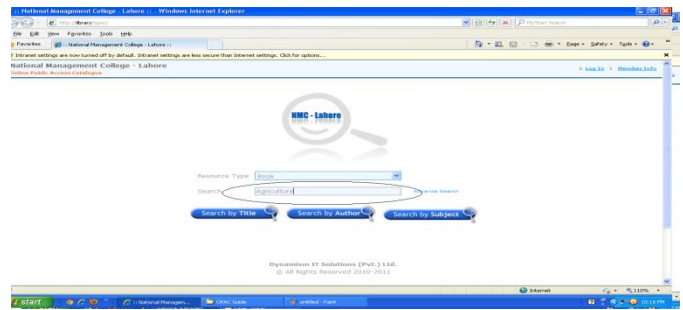 :: National Management College - Lahore :: - Windows Internet Explorer
http://library/opac/
File Edit View Favorites Tools Help
Favorites :: National Management College - Lahore ::
Page Safety Tools
Intranet settings are now turned off by default. Intranet settings are less secure than Internet settings. Click for options...
National Management College - Lahore
Online Public Access Catalogue
Log In Member Info
NMC - Lahore
Resource Type Book
Search Agriculture Advance Search
Search by Title Search by Author Search by Subject
Dynamism IT Solutions (Pvt.) Ltd.
© All Rights Reserved 2010-2011
Internet 110%
start :: National Managem... OPAC Guide untitled - Paint 10:16 PM